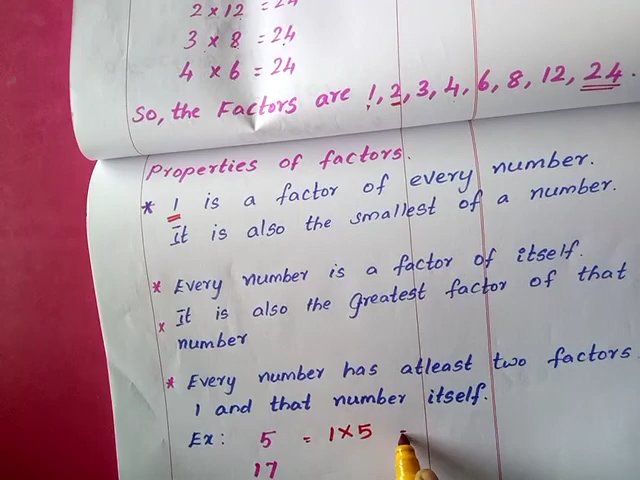 2 × 12 = 24
3 × 8 = 24
4 × 6 = 24
So, the Factors are 1, 2, 3, 4, 6, 8, 12, 24.
Properties of factors.
* 1 is a factor of every number.
It is also the smallest of a number.
* Every number is a factor of itself.
* It is also the greatest factor of that
number
* Every number has atleast two factors
1 and that number itself.
Ex: 5 = 1×5 =
17